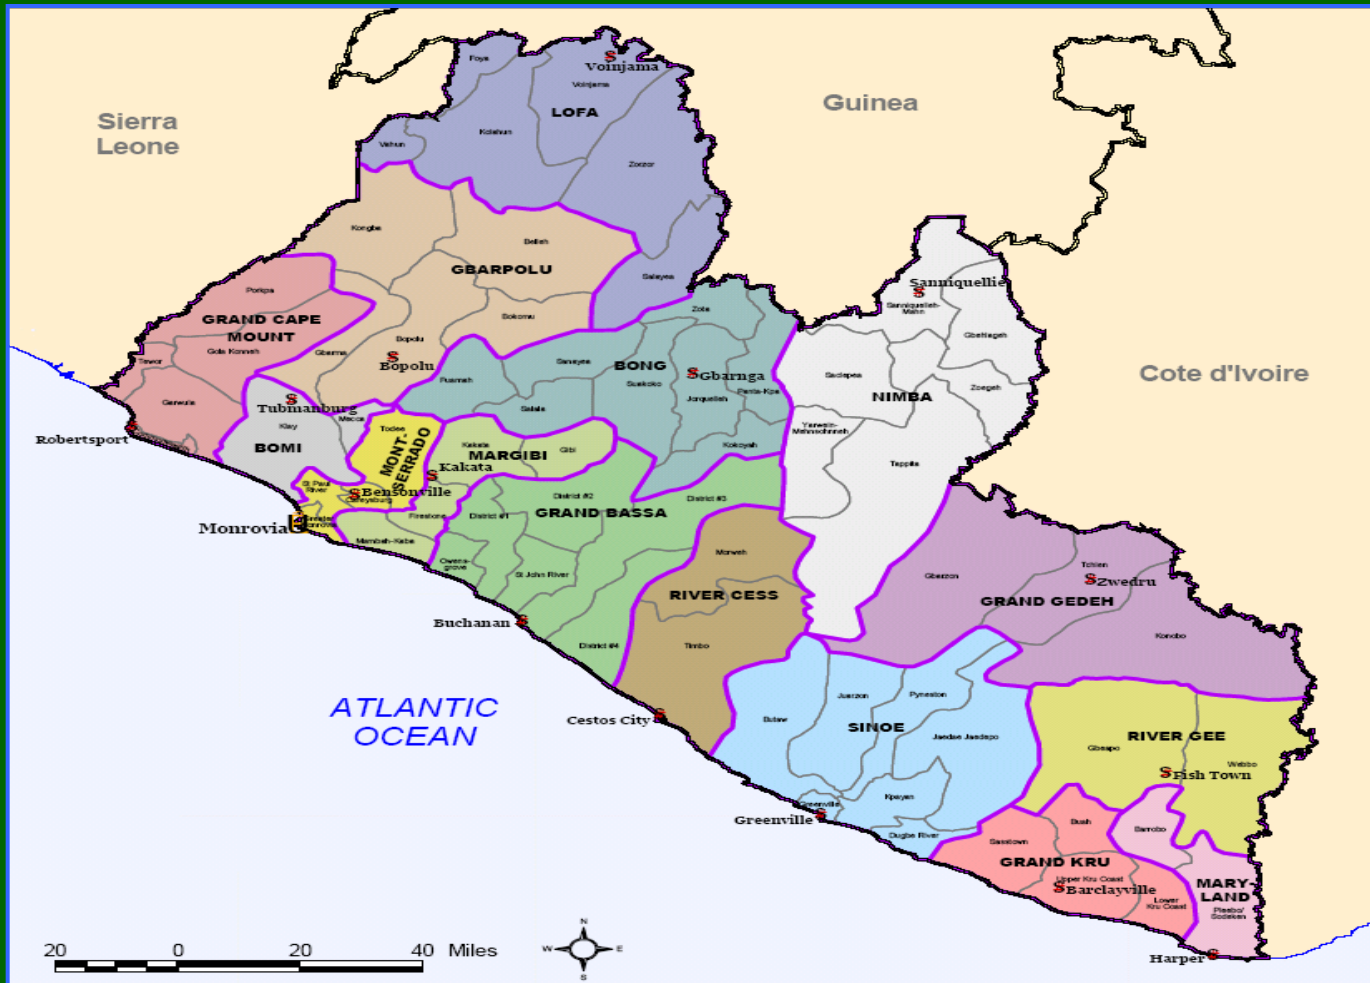 Sierra
Leone
Guinea
Cote d'Ivoire
ATLANTIC
OCEAN
Foya
Voinjama
Voinjama
LOFA
Kolahun
Vahun
Zorzor
Salayea
Kongba
Belleh
GBARPOLU
Bokomu
Bopolu
Gbarma
Bopolu
Porkpa
GRAND CAPE
MOUNT
Gola Konneh
Tewor
Garwula
Robertsport
Tubmanburg
Klay
Mecca
BOMI
Fuamah
Sanayea
Zota
BONG
Suakoko
Gbarnga
Panta-Kpa
Jorquelleh
Salala
Kokoyah
Todee
MONT-
SERRADO
St Paul
River
Bensonville
Careysburg
Greater
Monrovia
Monrovia
Kakata
Gibi
MARGIBI
Kakata
Firestone
Mambah-Kaba
Sanniquellie
Sanniquelleh-
Mahn
Gbehlageh
Saclepea
Zoegeh
NIMBA
Yarwein-
Mehnsohnneh
Tappita
District #2
District #3
GRAND BASSA
District #1
Owens-
grove
St John River
District #4
Buchanan
Morweh
RIVER CESS
Timbo
Cestos City
Gbarzon
Tchien
Zwedru
GRAND GEDEH
Konobo
Juarzon
Pyneston
Butaw
SINOE
Jaedae Jaedepo
Kpayan
Greenville
Greenville
Dugbe River
RIVER GEE
Gbeapo
Webbo
Fish Town
Buah
Sasstown
GRAND KRU
Upper Kru Coast
Barclayville
Lower
Kru Coast
Barrobo
MARY-
LAND
Pleebo/
Sodeken
Harper
20 0 20 40 Miles
N
W E
S